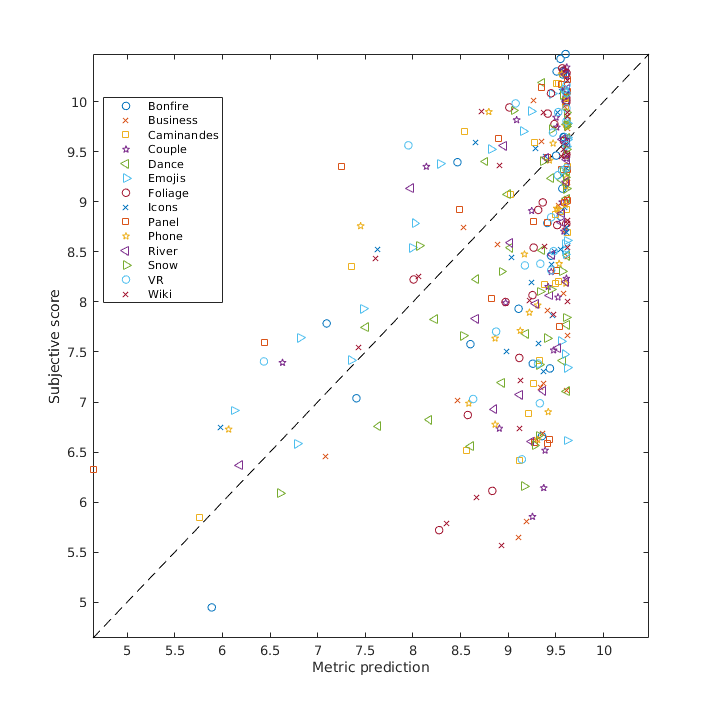 10
9.5
9
8.5
8
7.5
7
6.5
6
5.5
5
Subjective score
Bonfire
Business
Caminandes
Couple
Dance
Emojis
Foliage
Icons
Panel
Phone
River
Snow
VR
Wiki
5 5.5 6 6.5 7 7.5 8 8.5 9 9.5 10
Metric prediction